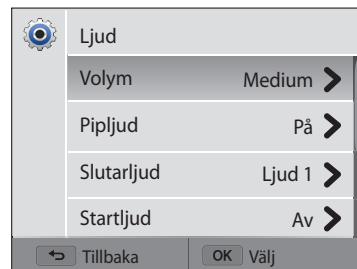 Ljud
Volym Medium
Pipljud På
Slutarljud Ljud 1
Startljud Av
Tillbaka OK Välj